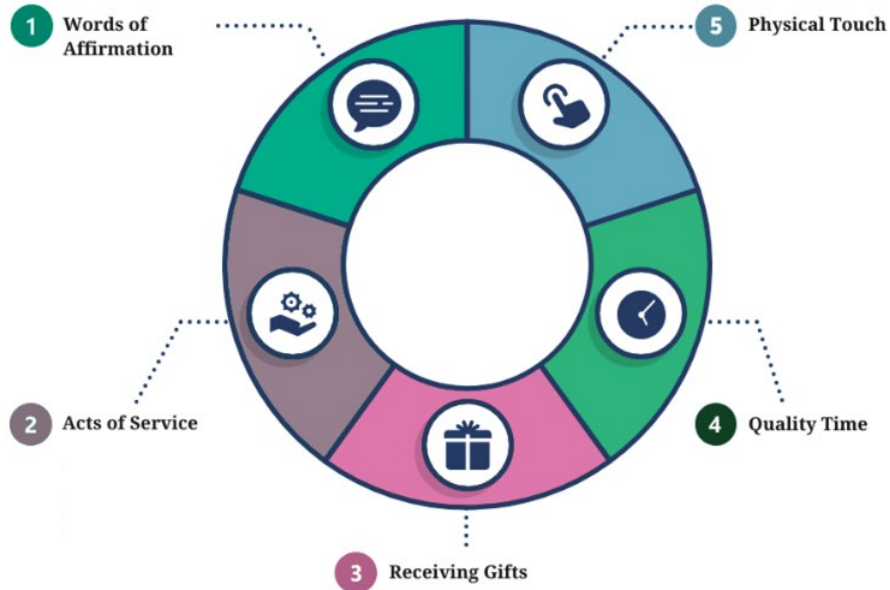 1 Words of
Affirmation
2 Acts of Service
3 Receiving Gifts
4 Quality Time
5 Physical Touch